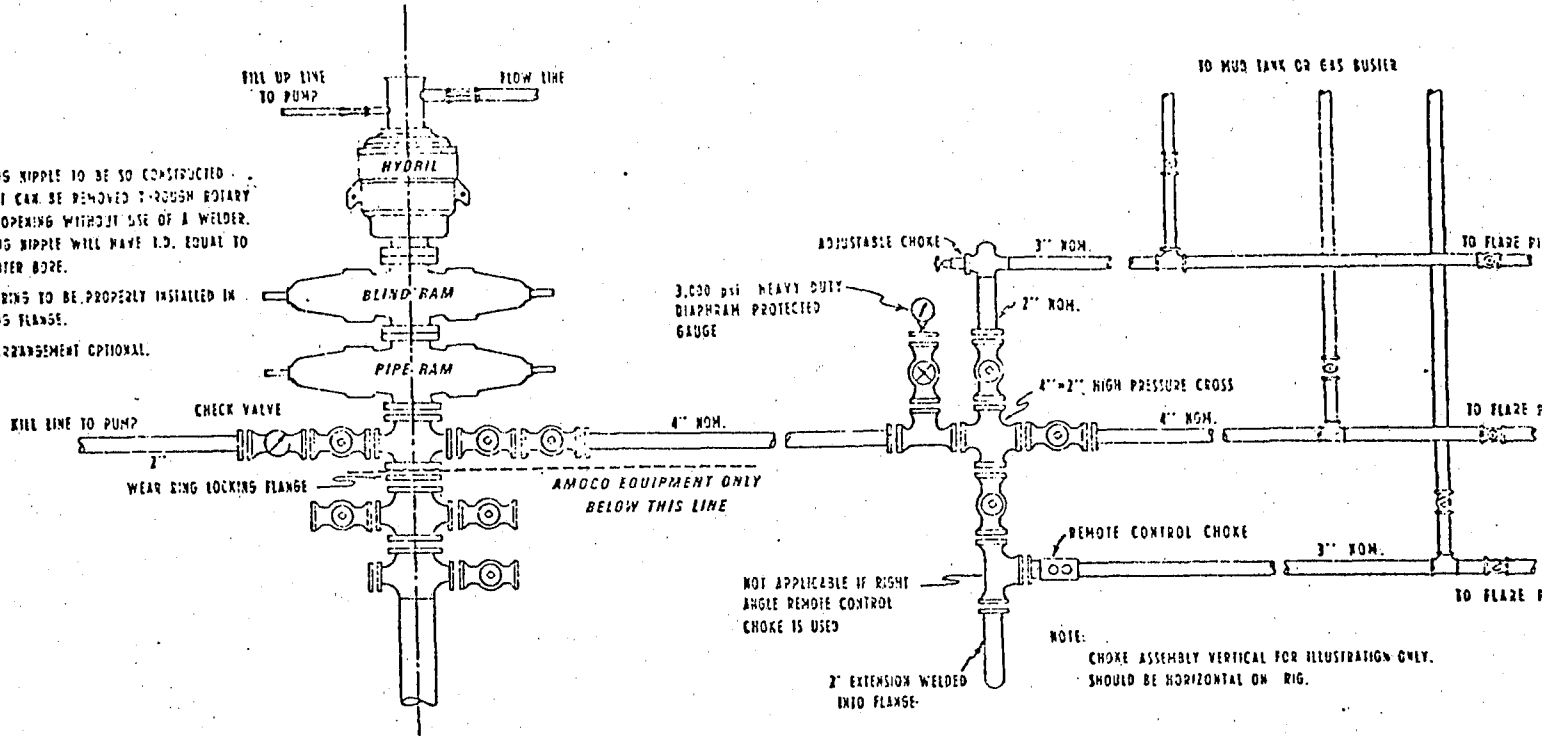 FILL UP LINE
TO PUMP
FLOW LINE
HYDRIL
NIPPLE TO BE SO CONSTRUCTED
CAN BE REMOVED THROUGH ROTARY
OPENING WITHOUT USE OF A WELDER.
NIPPLE WILL HAVE I.D. EQUAL TO
BORE.
RING TO BE PROPERLY INSTALLED IN
FLANGE.
OPTIONAL.
BLIND RAM
PIPE RAM
KILL LINE TO PUMP
CHECK VALVE
2"
4" NOM.
WEAR RING LOCKING FLANGE
AMOCO EQUIPMENT ONLY
BELOW THIS LINE
TO MUD TANK OR GAS BUSTER
ADJUSTABLE CHOKE
3" NOM.
TO FLARE
3,000 psi HEAVY DUTY
DIAPHRAM PROTECTED
GAUGE
2" NOM.
4"x2" HIGH PRESSURE CROSS
4" NOM.
TO FLARE
REMOTE CONTROL CHOKE
3" NOM.
TO FLARE
NOT APPLICABLE IF RIGHT
ANGLE REMOTE CONTROL
CHOKE IS USED
2" EXTENSION WELDED
INTO FLANGE
NOTE:
CHOKE ASSEMBLY VERTICAL FOR ILLUSTRATION ONLY.
SHOULD BE HORIZONTAL ON RIG.